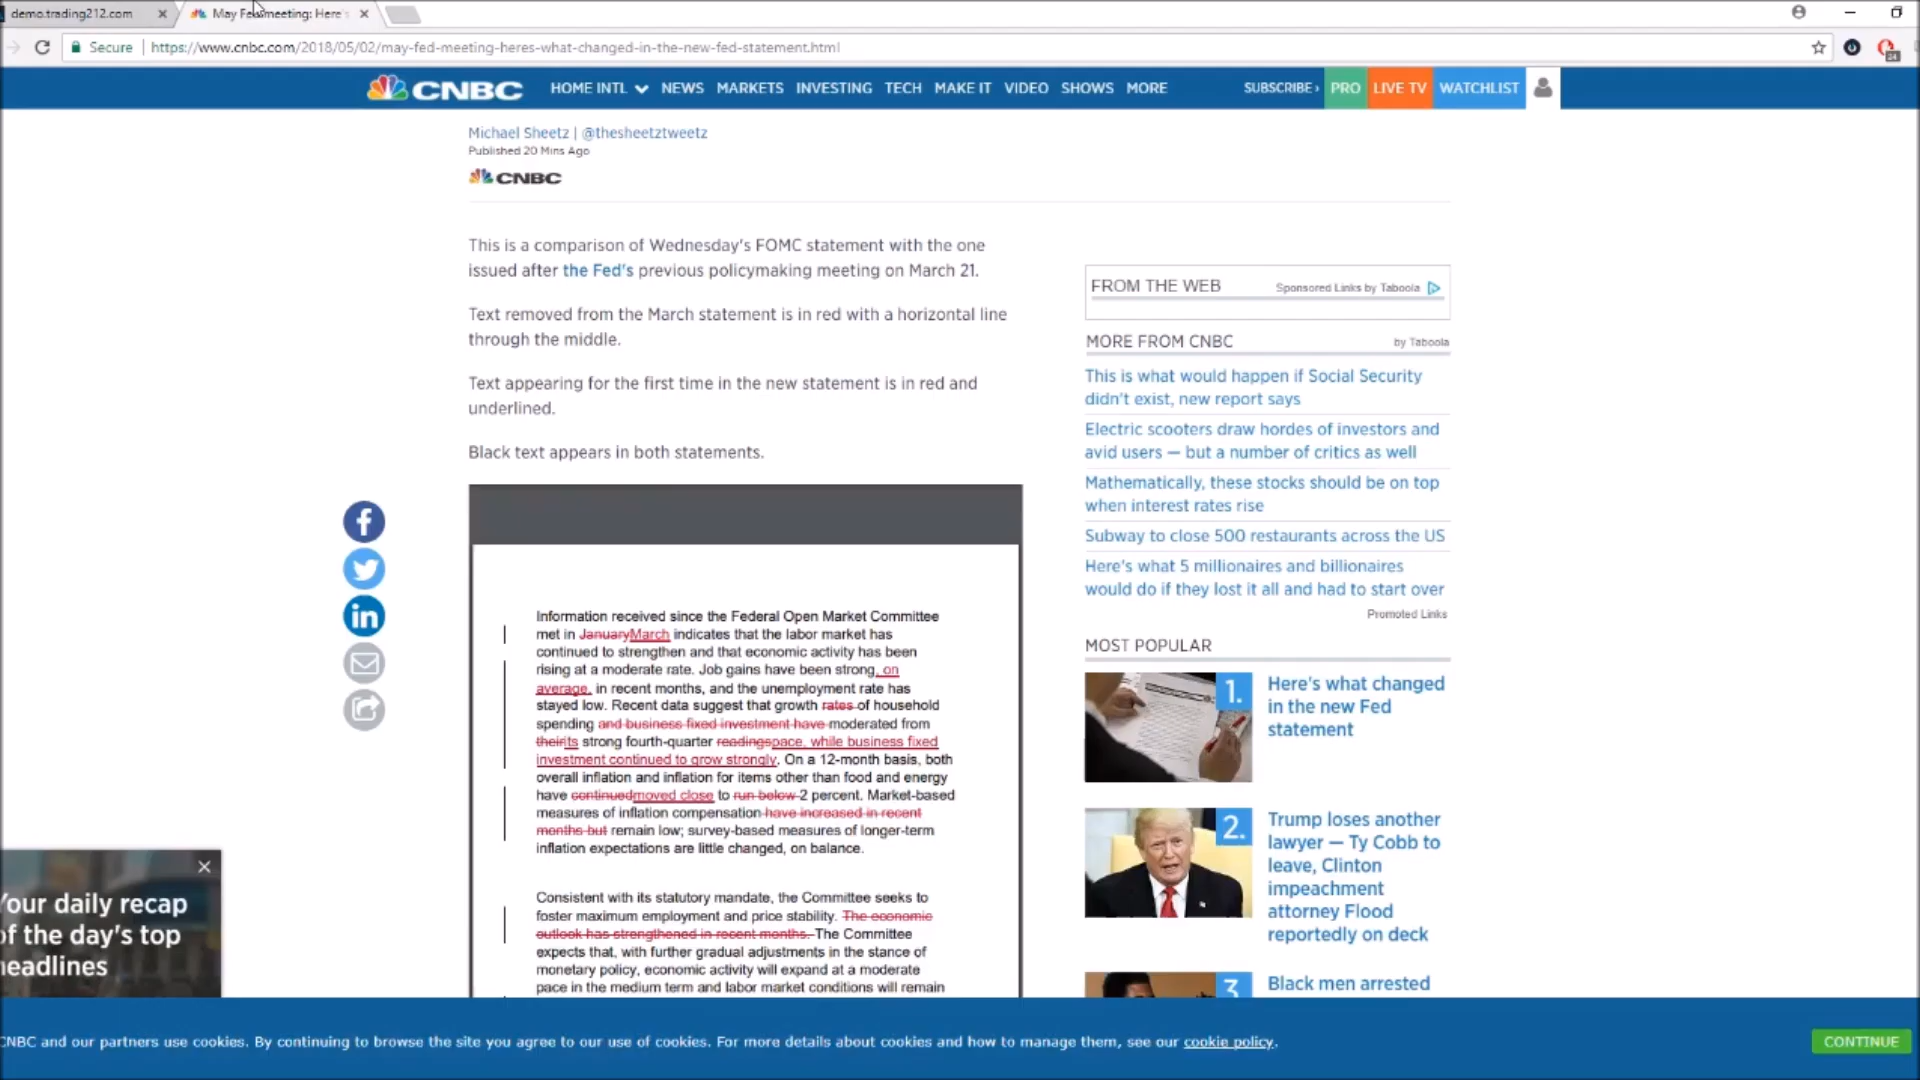 demo.trading212.com
May Fed meeting: Here's
Secure
https://www.cnbc.com/2018/05/02/may-fed-meeting-heres-what-changed-in-the-new-fed-statement.html
24
CNBC
HOME INTL
NEWS
MARKETS
INVESTING
TECH
MAKE IT
VIDEO
SHOWS
MORE
SUBSCRIBE ›
PRO
LIVE TV
WATCHLIST
Michael Sheetz | @thesheetztweetz
Published 20 Mins Ago
CNBC
This is a comparison of Wednesday's FOMC statement with the one
issued after the Fed's previous policymaking meeting on March 21.
Text removed from the March statement is in red with a horizontal line
through the middle.
Text appearing for the first time in the new statement is in red and
underlined.
Black text appears in both statements.
Information received since the Federal Open Market Committee
met in JanuaryMarch indicates that the labor market has
continued to strengthen and that economic activity has been
rising at a moderate rate. Job gains have been strong, on
average, in recent months, and the unemployment rate has
stayed low. Recent data suggest that growth rates of household
spending and business fixed investment have moderated from
theirits strong fourth-quarter readingspace, while business fixed
investment continued to grow strongly. On a 12-month basis, both
overall inflation and inflation for items other than food and energy
have continuedmoved close to run below 2 percent. Market-based
measures of inflation compensation have increased in recent
months but remain low; survey-based measures of longer-term
inflation expectations are little changed, on balance.
Consistent with its statutory mandate, the Committee seeks to
foster maximum employment and price stability. The economic
outlook has strengthened in recent months. The Committee
expects that, with further gradual adjustments in the stance of
monetary policy, economic activity will expand at a moderate
pace in the medium term and labor market conditions will remain
FROM THE WEB
Sponsored Links by Taboola
MORE FROM CNBC
by Taboola
This is what would happen if Social Security
didn't exist, new report says
Electric scooters draw hordes of investors and
avid users — but a number of critics as well
Mathematically, these stocks should be on top
when interest rates rise
Subway to close 500 restaurants across the US
Here's what 5 millionaires and billionaires
would do if they lost it all and had to start over
Promoted Links
MOST POPULAR
1.
Here's what changed
in the new Fed
statement
2.
Trump loses another
lawyer — Ty Cobb to
leave, Clinton
impeachment
attorney Flood
reportedly on deck
3
Black men arrested
Your daily recap
of the day's top
headlines
CNBC and our partners use cookies. By continuing to browse the site you agree to our use of cookies. For more details about cookies and how to manage them, see our cookie policy.
CONTINUE